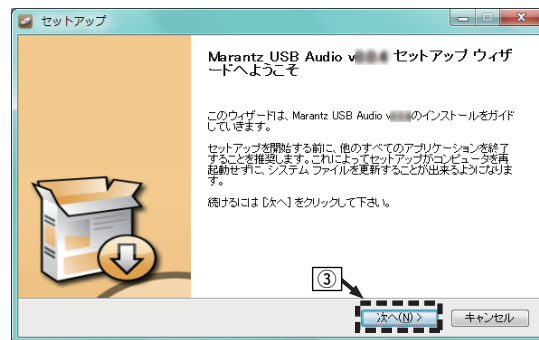 セットアップ
Marantz USB Audio v セットアップ ウィザ
ードへようこそ
このウィザードは、Marantz USB Audio v のインストールをガイド
していきます。
セットアップを開始する前に、他のすべてのアプリケーションを終了
することを推奨します。これによってセットアップがコンピュータを再
起動せずに、システム ファイルを更新することが出来るようになりま
す。
続けるには [次へ] をクリックして下さい。
③
次へ(N) >
キャンセル